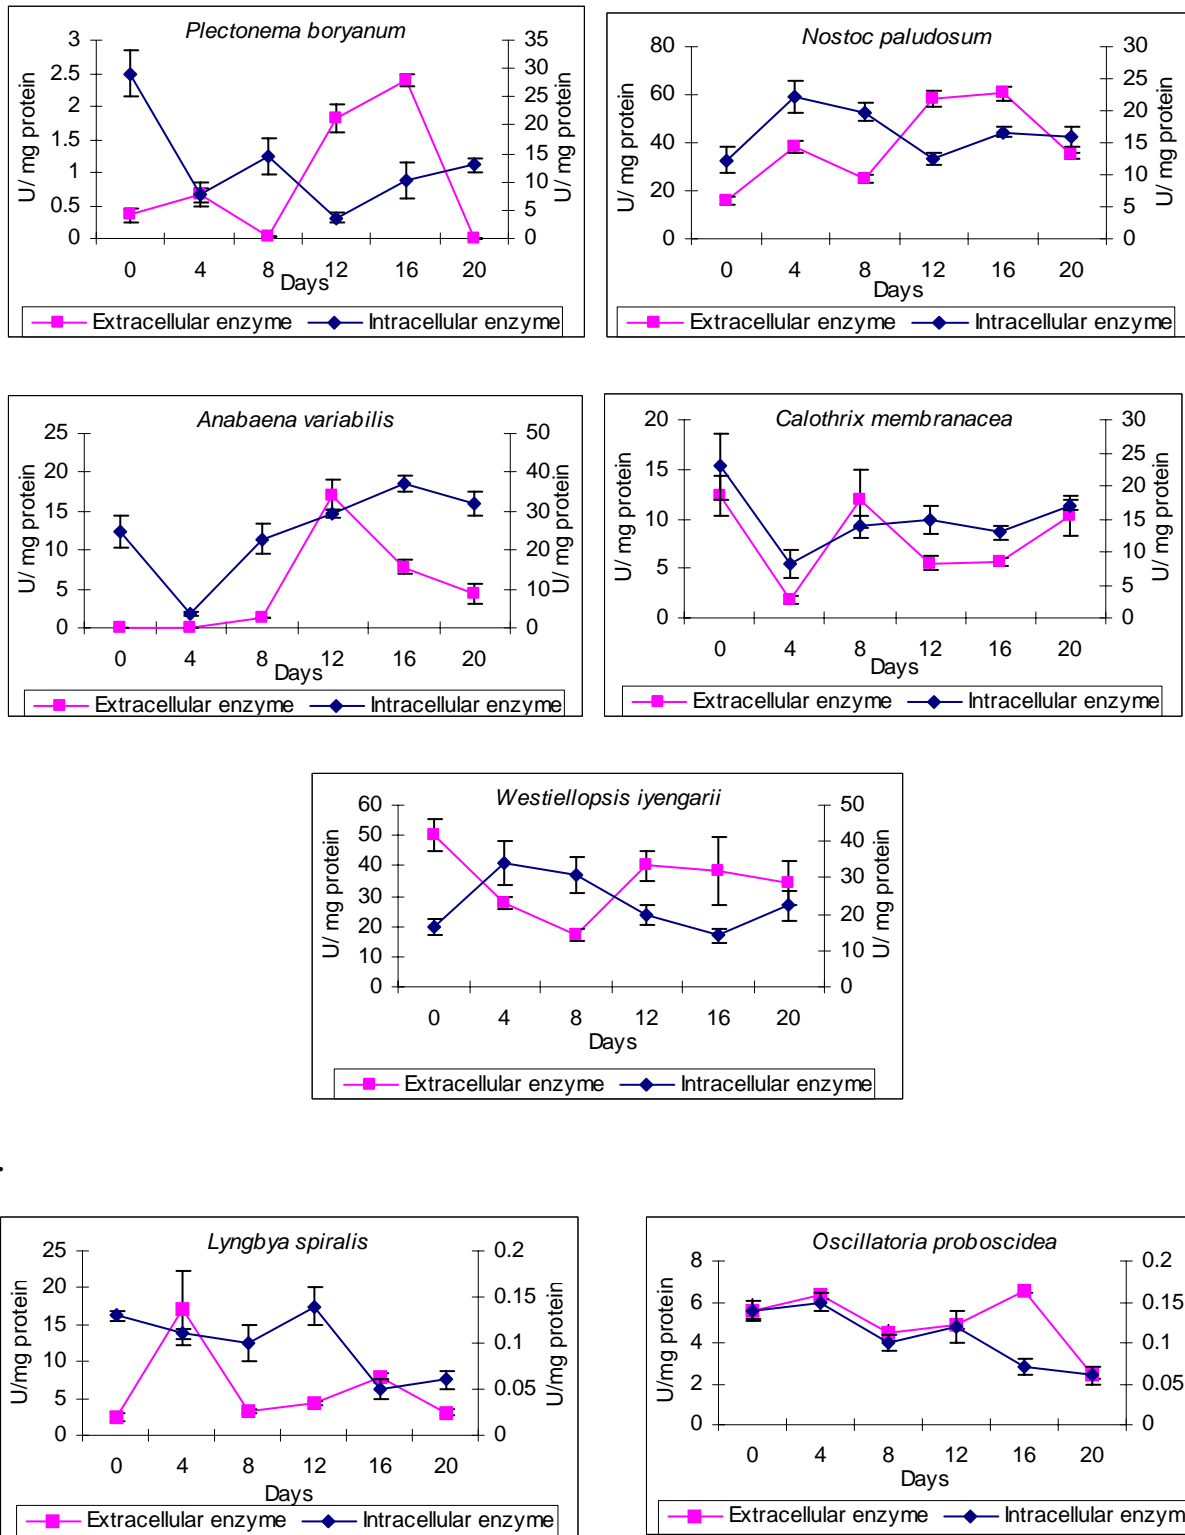 Plectonema boryanum
3 35
2.5 30
2 25
1.5 20
1 15
0.5 10
0 5
0
U/ mg protein
U/ mg protein
0 4 8 12 16 20
Days
Extracellular enzyme Intracellular enzyme
Nostoc paludosum
80 30
60 25
40 20
20 15
0 10
5
0
U/ mg protein
U/ mg protein
0 4 8 12 16 20
Days
Extracellular enzyme Intracellular enzyme
Anabaena variabilis
25 50
20 40
15 30
10 20
5 10
0 0
U/ mg protein
U/ mg protein
0 4 8 12 16 20
Days
Extracellular enzyme Intracellular enzyme
Calothrix membranacea
20 30
15 25
10 20
5 15
0 10
5
0
U/ mg protein
U/ mg protein
0 4 8 12 16 20
Days
Extracellular enzyme Intracellular enzyme
Westiellopsis iyengarii
60 50
50 40
40 30
30 20
20 10
10 0
0
U/ mg protein
U/ mg protein
0 4 8 12 16 20
Days
Extracellular enzyme Intracellular enzyme
.
Lyngbya spiralis
25 0.2
20 0.15
15 0.1
10 0.05
5 0
0
U/mg protein
U/mg protein
0 4 8 12 16 20
Days
Extracellular enzyme Intracellular enzyme
Oscillatoria proboscidea
8 0.2
6 0.15
4 0.1
2 0.05
0 0
U/mg protein
U/mg protein
0 4 8 12 16 20
Days
Extracellular enzyme Intracellular enzym